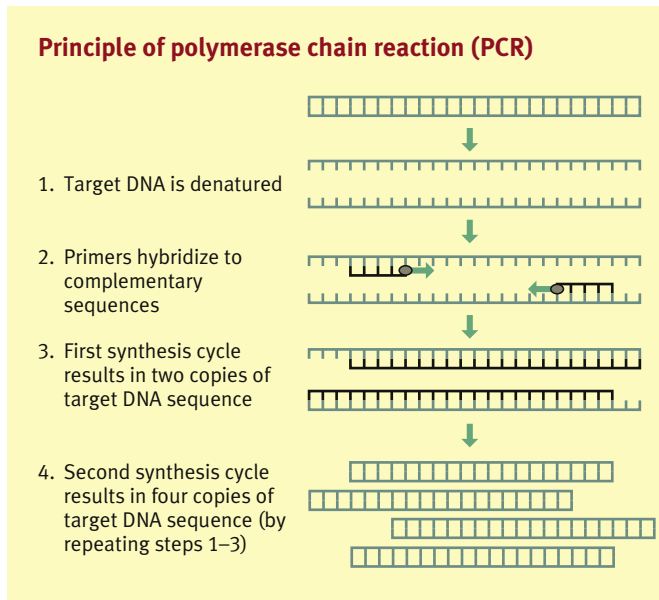 Principle of polymerase chain reaction (PCR)
1. Target DNA is denatured
2. Primers hybridize to
complementary
sequences
3. First synthesis cycle
results in two copies of
target DNA sequence
4. Second synthesis cycle
results in four copies of
target DNA sequence (by
repeating steps 1–3)